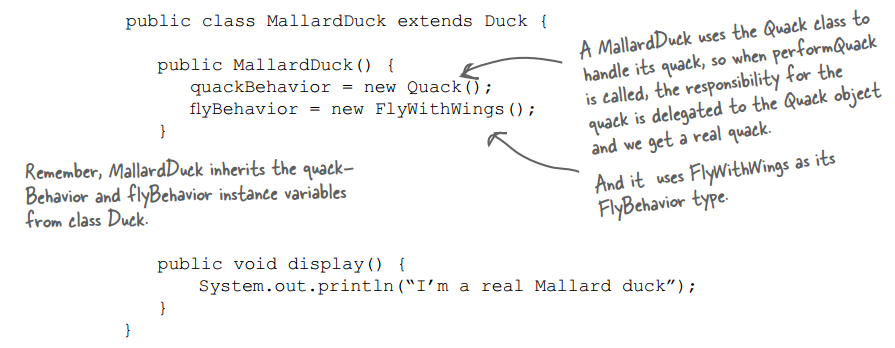 public class MallardDuck extends Duck {
public MallardDuck() {
quackBehavior = new Quack();
flyBehavior = new FlyWithWings();
}
A MallardDuck uses the Quack class to
handle its quack, so when performQuack
is called, the responsibility for the
quack is delegated to the Quack object
and we get a real quack.
And it uses FlyWithWings as its
FlyBehavior type.
Remember, MallardDuck inherits the quack-
Behavior and flyBehavior instance variables
from class Duck.
public void display() {
System.out.println(“I’m a real Mallard duck”);
}
}